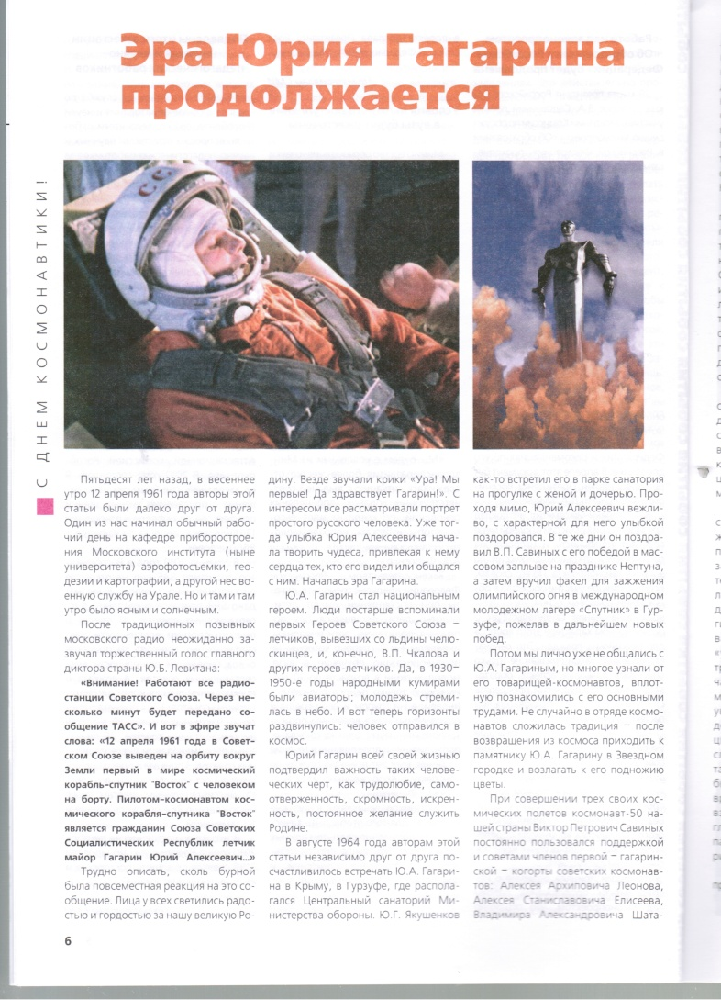 Эра Юрия Гагарина
продолжается
С ДНЕМ КОСМОНАВТИКИ!
С.С.
Пятьдесят лет назад, в весеннее
утро 12 апреля 1961 года авторы этой
статьи были далеко друг от друга.
Один из нас начинал обычный рабо-
чий день на кафедре приборострое-
ния Московского института (ныне
университета) аэрофотосъемки, гео-
дезии и картографии, а другой нес во-
енную службу на Урале. Но и там и там
утро было ясным и солнечным.
После традиционных позывных
московского радио неожиданно за-
звучал торжественный голос главного
диктора страны Ю.Б. Левитана:
«Внимание! Работают все радио-
станции Советского Союза. Через не-
сколько минут будет передано со-
общение ТАСС». И вот в эфире звучат
слова: «12 апреля 1961 года в Совет-
ском Союзе выведен на орбиту вокруг
Земли первый в мире космический
корабль-спутник "Восток" с человеком
на борту. Пилотом-космонавтом кос-
мического корабля-спутника "Восток"
является гражданин Союза Советских
Социалистических Республик летчик
майор Гагарин Юрий Алексеевич...»
Трудно описать, сколь бурной
была повсеместная реакция на это со-
общение. Лица у всех светились радо-
стью и гордостью за нашу великую Ро-
дину. Везде звучали крики «Ура! Мы
первые! Да здравствует Гагарин!». С
интересом все рассматривали портрет
простого русского человека. Уже тог-
да улыбка Юрия Алексеевича нача-
ла творить чудеса, привлекая к нему
сердца тех, кто его видел или общался
с ним. Началась эра Гагарина.
Ю.А. Гагарин стал национальным
героем. Люди постарше вспоминали
первых Героев Советского Союза –
летчиков, вывезших со льдины челю-
скинцев, и, конечно, В.П. Чкалова и
других героев-летчиков. Да, в 1930–
1950-е годы народными кумирами
были авиаторы; молодежь стреми-
лась в небо. И вот теперь горизонты
раздвинулись: человек отправился в
космос.
Юрий Гагарин всей своей жизнью
подтвердил важность таких челове-
ческих черт, как трудолюбие, само-
отверженность, скромность, искрен-
ность, постоянное желание служить
Родине.
В августе 1964 года авторам этой
статьи независимо друг от друга по-
счастливилось встречать Ю.А. Гагари-
на в Крыму, в Гурзуфе, где распола-
гался Центральный санаторий Ми-
нистерства обороны. Ю.Г. Якушенков
как-то встретил его в парке санатория
на прогулке с женой и дочерью. Про-
ходя мимо, Юрий Алексеевич вежли-
во, с характерной для него улыбкой
поздоровался. В те же дни он поздра-
вил В.П. Савиных с его победой в мас-
совом заплыве на празднике Нептуна,
а затем вручил факел для зажжения
олимпийского огня в международном
молодежном лагере «Спутник» в Гур-
зуфе, пожелав в дальнейшем новых
побед.
Потом мы лично уже не общались с
Ю.А. Гагариным, но многое узнали от
его товарищей-космонавтов, вплот-
ную познакомились с его основными
трудами. Не случайно в отряде космо-
навтов сложилась традиция – после
возвращения из космоса приходить к
памятнику Ю.А. Гагарину в Звездном
городке и возлагать к его подножию
цветы.
При совершении трех своих кос-
мических полетов космонавт-50 на-
шей страны Виктор Петрович Савиных
постоянно пользовался поддержкой
и советами членов первой – гагарин-
ской – когорты советских космонав-
тов: Алексея Архиповича Леонова,
Алексея Станиславовича Елисеева,
Владимира Александровича Шата-
6